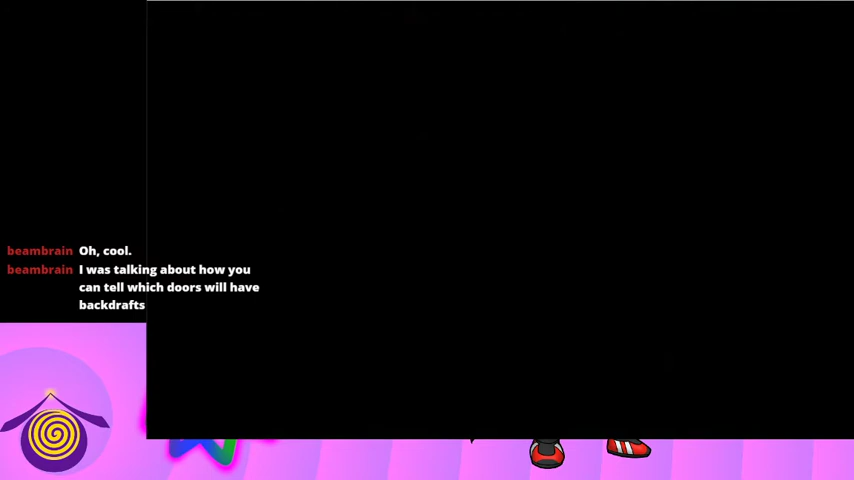 beambrain Oh, cool.
beambrain I was talking about how you
can tell which doors will have
backdrafts